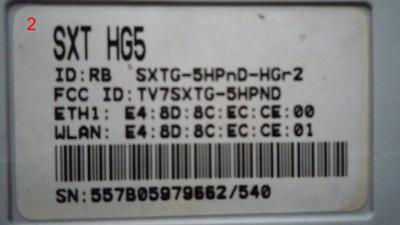 2
SXT HG5
ID:RB SXTG-5HPnD-HGr2
FCC ID:TV7SXTG-5HPND
ETH1: E4:8D:8C:EC:CE:00
WLAN: E4:8D:8C:EC:CE:01
SN:557B05979662/540